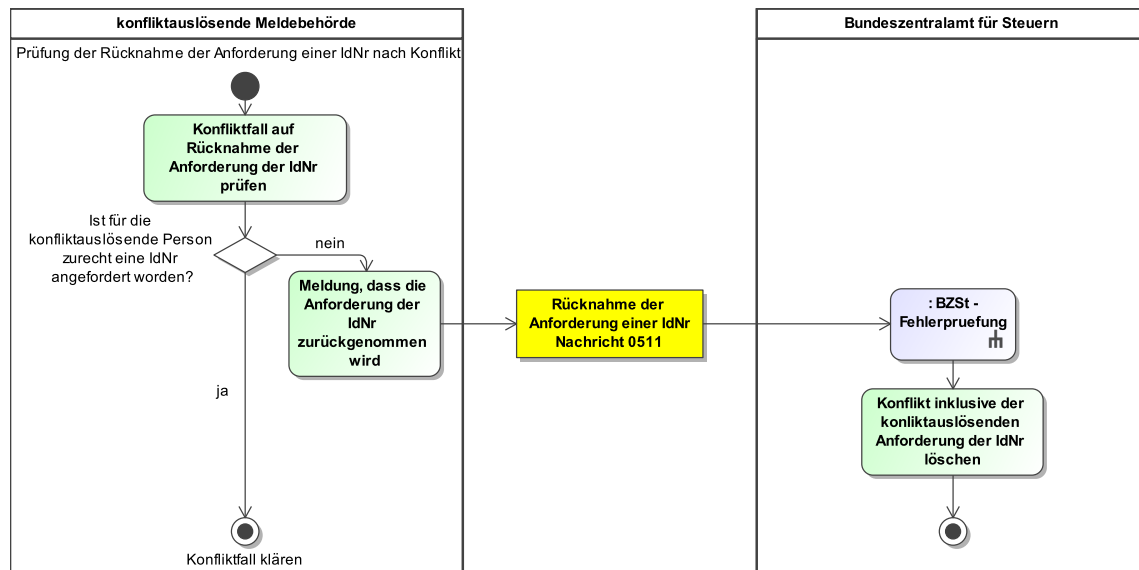 konfliktauslösende Meldebehörde
Bundeszentralamt für Steuern
Prüfung der Rücknahme der Anforderung einer IdNr nach Konflikt
Konfliktfall auf
Rücknahme der
Anforderung der IdNr
prüfen
Ist für die
konfliktauslösende Person
zurecht eine IdNr
angefordert worden?
nein
Meldung, dass die
Anforderung der
IdNr
zurückgenommen
wird
Rücknahme der
Anforderung einer IdNr
Nachricht 0511
: BZSt -
Fehlerpruefung
ja
Konflikt inklusive der
konliktauslösenden
Anforderung der IdNr
löschen
Konfliktfall klären